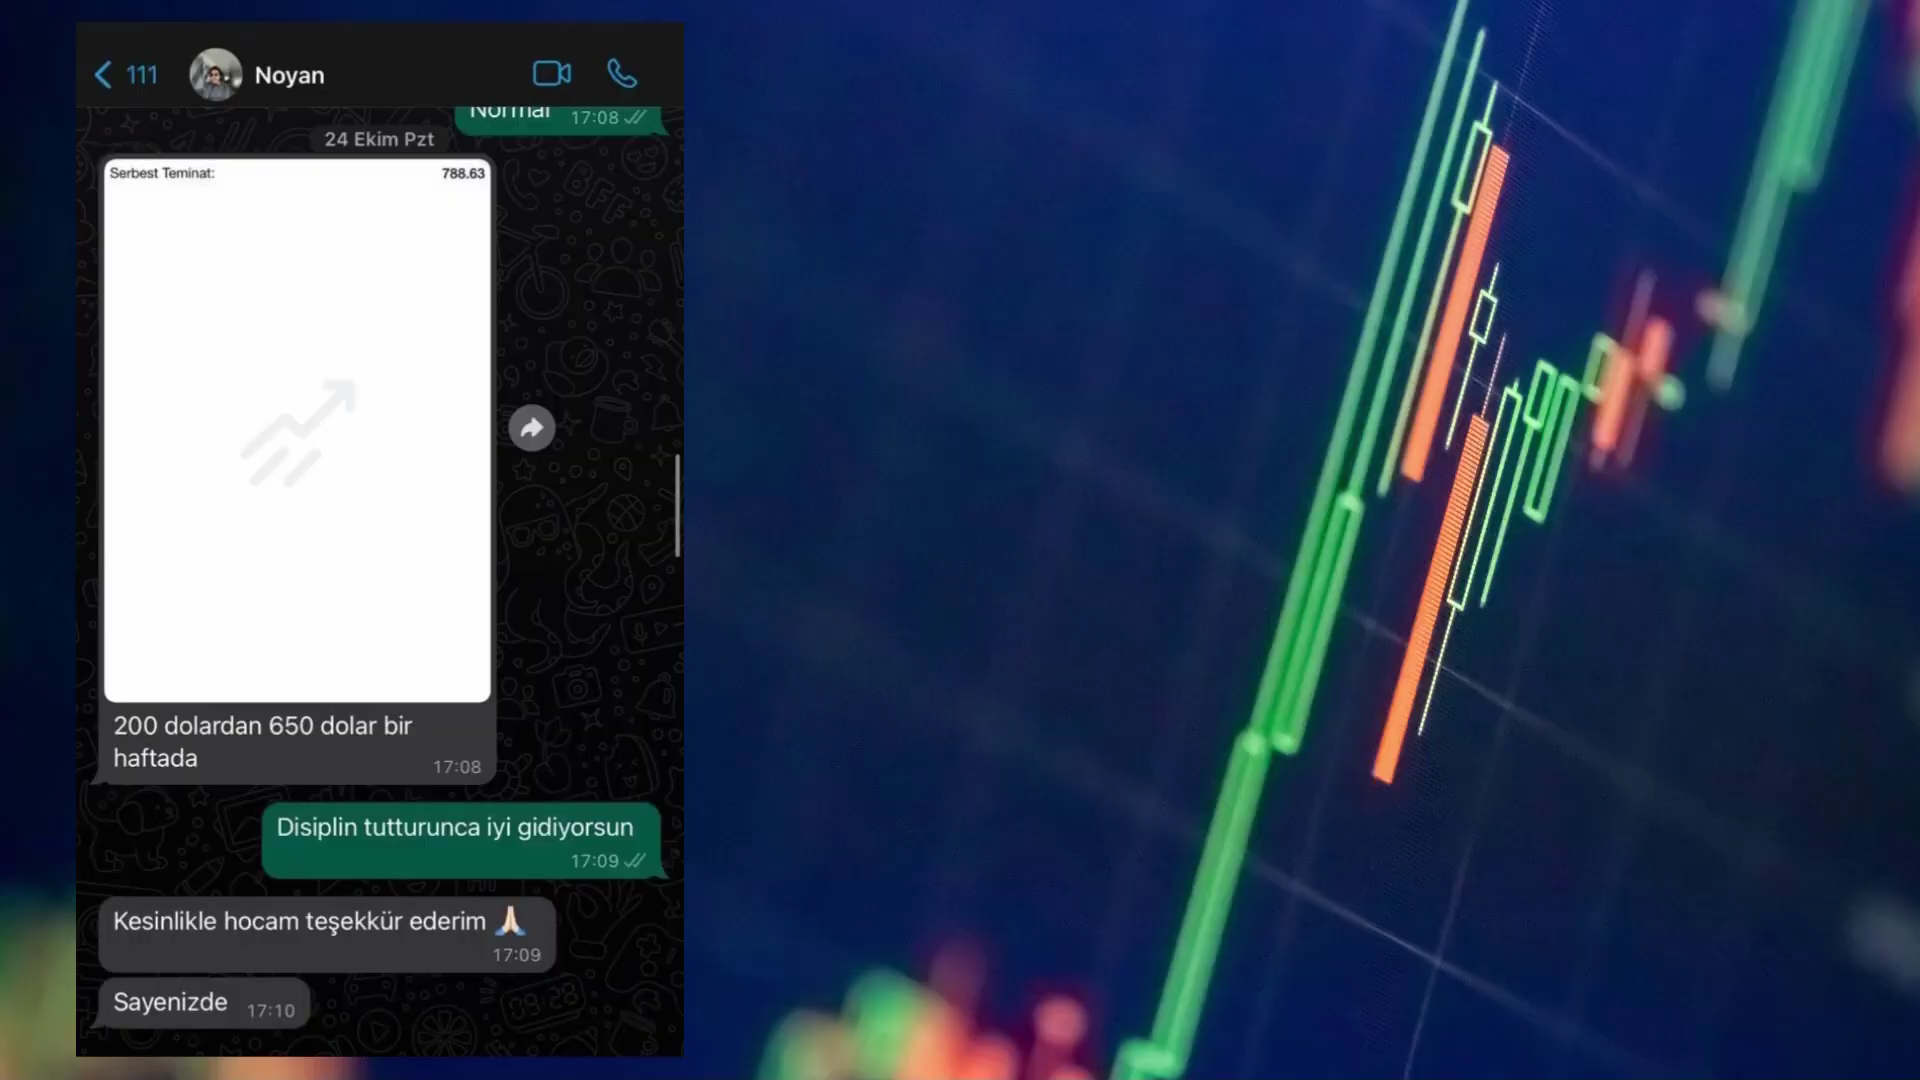 111
Noyan
Normal 17:08
24 Ekim Pzt
Serbest Teminat: 788.63
200 dolardan 650 dolar bir
haftada 17:08
Disiplin tutturunca iyi gidiyorsun
17:09
Kesinlikle hocam teşekkür ederim 🙏🏻
17:09
Sayenizde 17:10